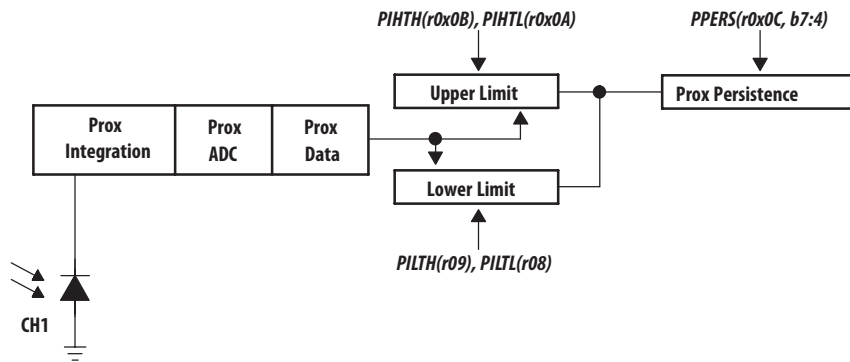 PIHTH(r0x0B), PIHTL(r0x0A)
PPERS(r0x0C, b7:4)
Upper Limit
Prox Persistence
Prox
Integration
Prox
ADC
Prox
Data
Lower Limit
PILTH(r09), PILTL(r08)
CH1